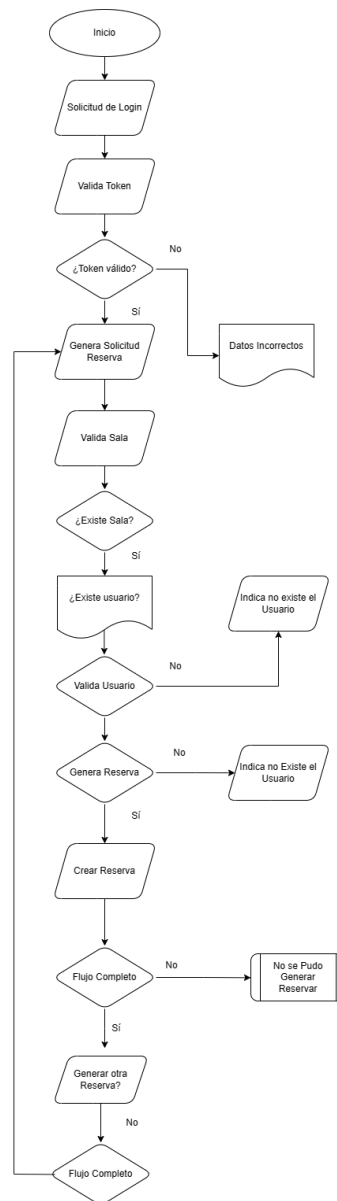 Inicio
Solicitud de Login
Valida Token
No
¿Token válido?
Sí
Genera Solicitud
Reserva
Datos Incorrectos
Valida Sala
¿Existe Sala?
Sí
¿Existe usuario?
Indica no existe el
Usuario
No
Valida Usuario
No
Genera Reserva
Indica no Existe el
Usuario
Sí
Crear Reserva
No
Flujo Completo
No se Pudo
Generar
Reservar
Sí
Generar otra
Reserva?
No
Flujo Completo